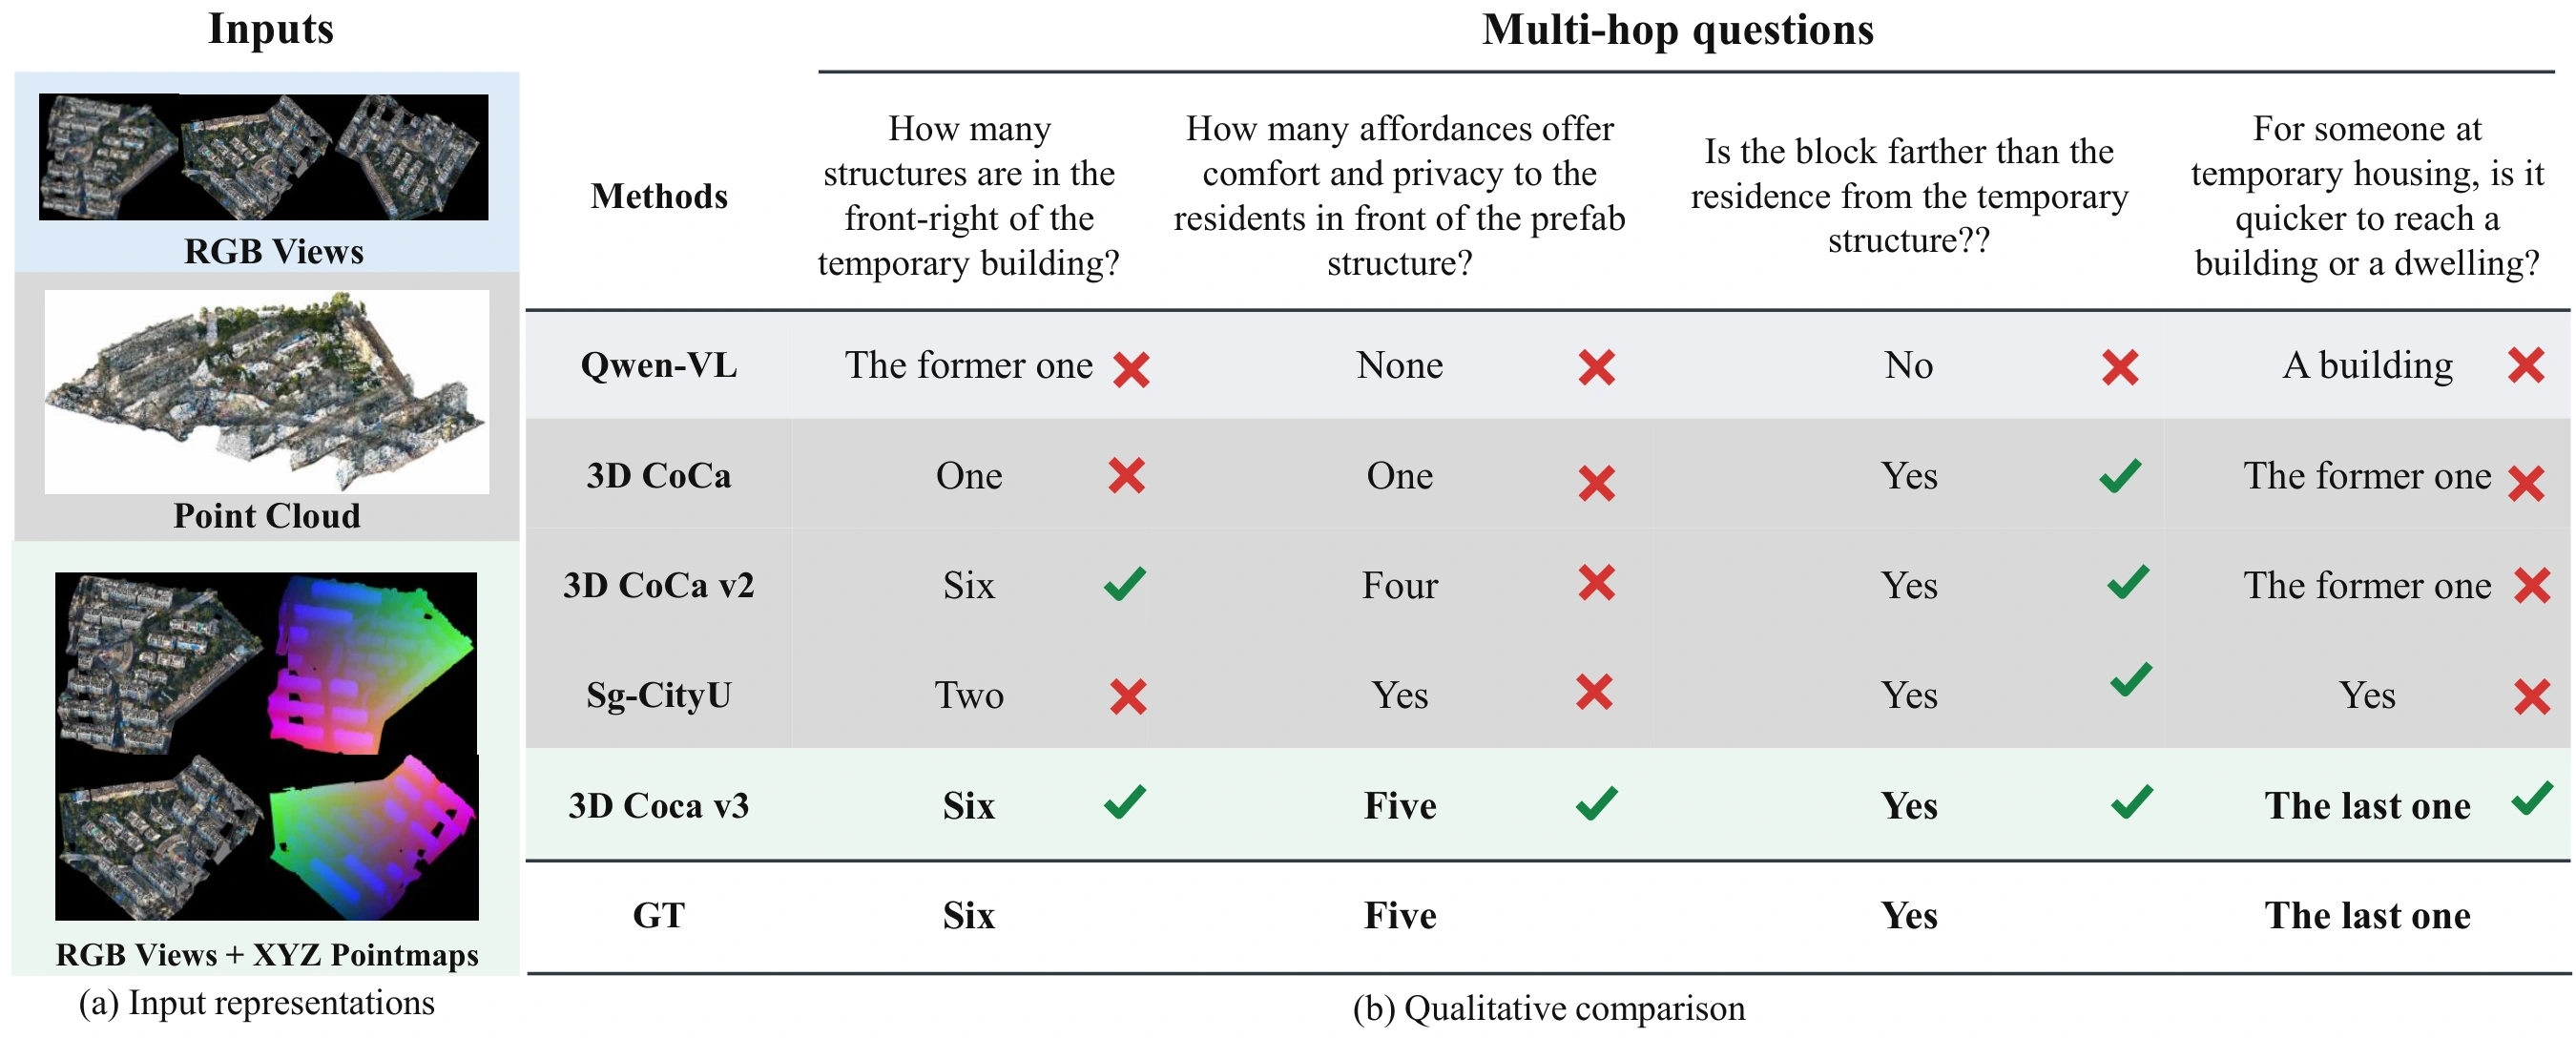 Inputs
RGB Views
Point Cloud
RGB Views + XYZ Pointmaps
(a) Input representations
Multi-hop questions
Methods
How many
structures are in the
front-right of the
temporary building?
How many affordances offer
comfort and privacy to the
residents in front of the prefab
structure?
Is the block farther than the
residence from the temporary
structure??
For someone at
temporary housing, is it
quicker to reach a
building or a dwelling?
Qwen-VL The former one None No A building
3D CoCa One One Yes The former one
3D CoCa v2 Six Four Yes The former one
Sg-CityU Two Yes Yes Yes
3D Coca v3 Six Five Yes The last one
GT Six Five Yes The last one
(b) Qualitative comparison